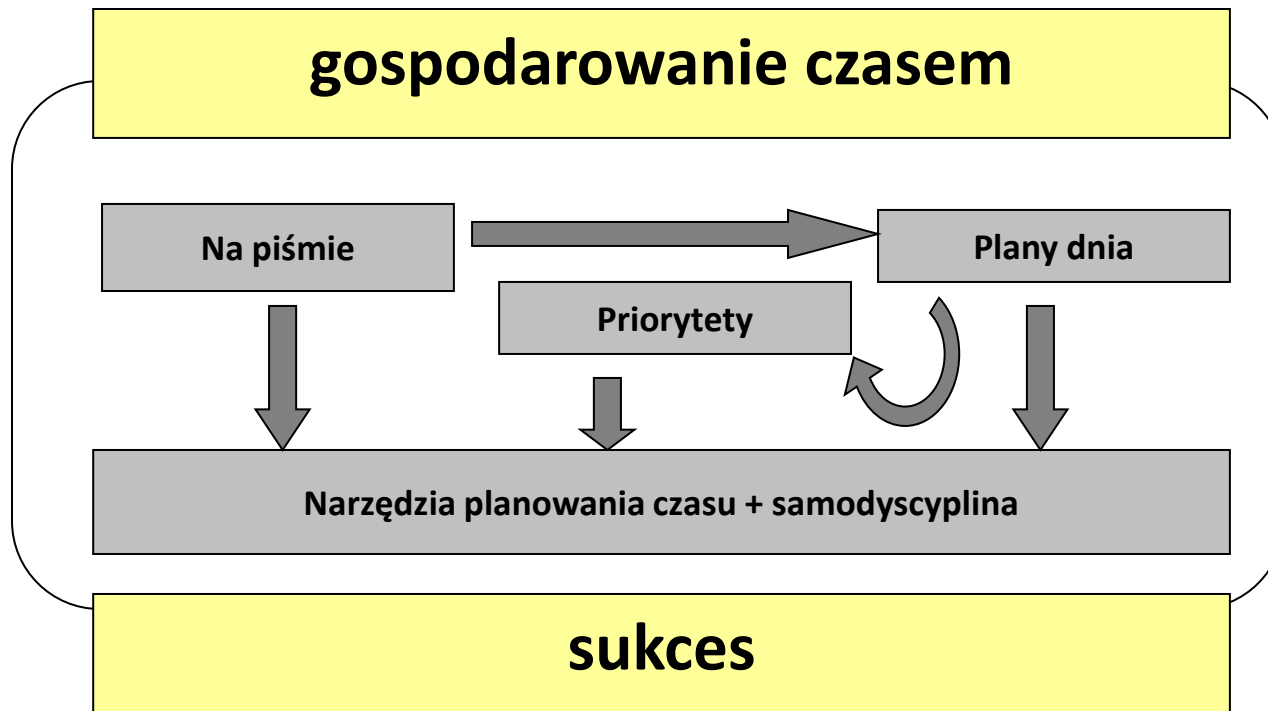 gospodarowanie czasem
Na piśmie
Plany dnia
Priorytety
Narzędzia planowania czasu + samodyscyplina
sukces